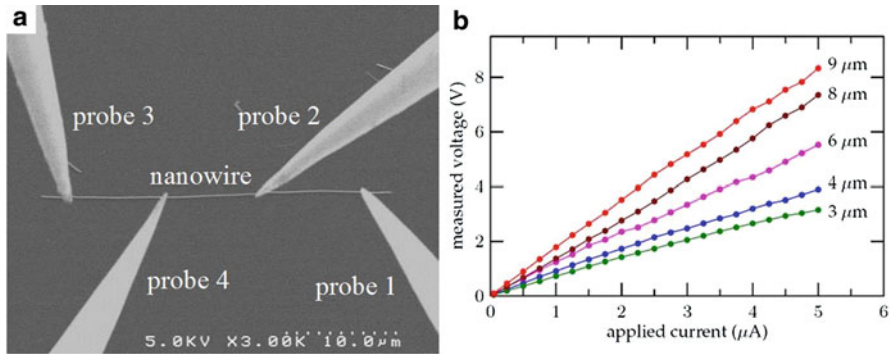 a
probe 3
probe 2
nanowire
probe 4
probe 1
5.0KV X3.00K 10.0μm
b
measured voltage (V)
8
6
4
2
0
9 μm
8 μm
6 μm
4 μm
3 μm
0 1 2 3 4 5 6
applied current (μA)